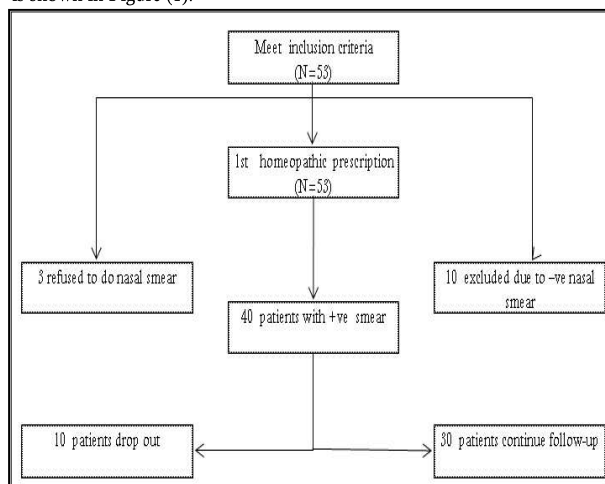 is shown in Figure (1).
Meet inclusion criteria
(N=53)
1st homeopathic prescription
(N=53)
3 refused to do nasal smear
10 excluded due to –ve nasal
smear
40 patients with +ve smear
10 patients drop out
30 patients continue follow-up